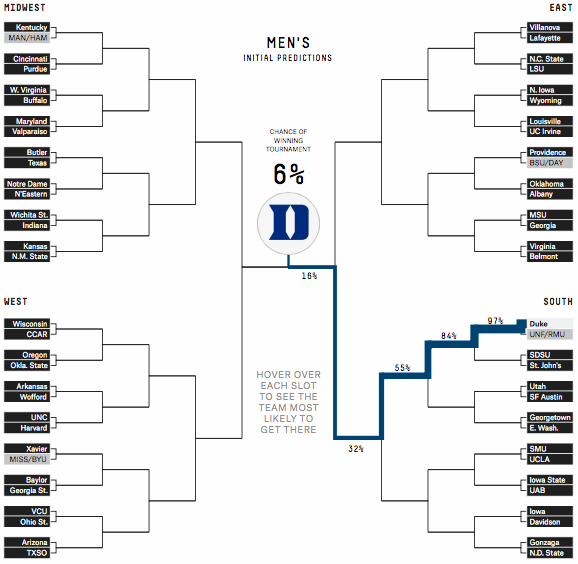 MIDWEST
Kentucky
MAN/HAM
Cincinnati
Purdue
W. Virginia
Buffalo
Maryland
Valparaiso
Butler
Texas
Notre Dame
N'Eastern
Wichita St.
Indiana
Kansas
N.M. State
WEST
Wisconsin
CCAR
Oregon
Okla. State
Arkansas
Wofford
UNC
Harvard
Xavier
MISS/BYU
Baylor
Georgia St.
VCU
Ohio St.
Arizona
TXSO
MEN'S
INITIAL PREDICTIONS
CHANCE OF
WINNING
TOURNAMENT
6%
D
16%
32%
55%
84%
97%
HOVER OVER
EACH SLOT
TO SEE THE
TEAM MOST
LIKELY TO
GET THERE
EAST
Villanova
Lafayette
N.C. State
LSU
N. Iowa
Wyoming
Louisville
UC Irvine
Providence
BSU/DAY
Oklahoma
Albany
MSU
Georgia
Virginia
Belmont
SOUTH
Duke
UNF/RMU
SDSU
St. John's
Utah
SF Austin
Georgetown
E. Wash.
SMU
UCLA
Iowa State
UAB
Iowa
Davidson
Gonzaga
N.D. State